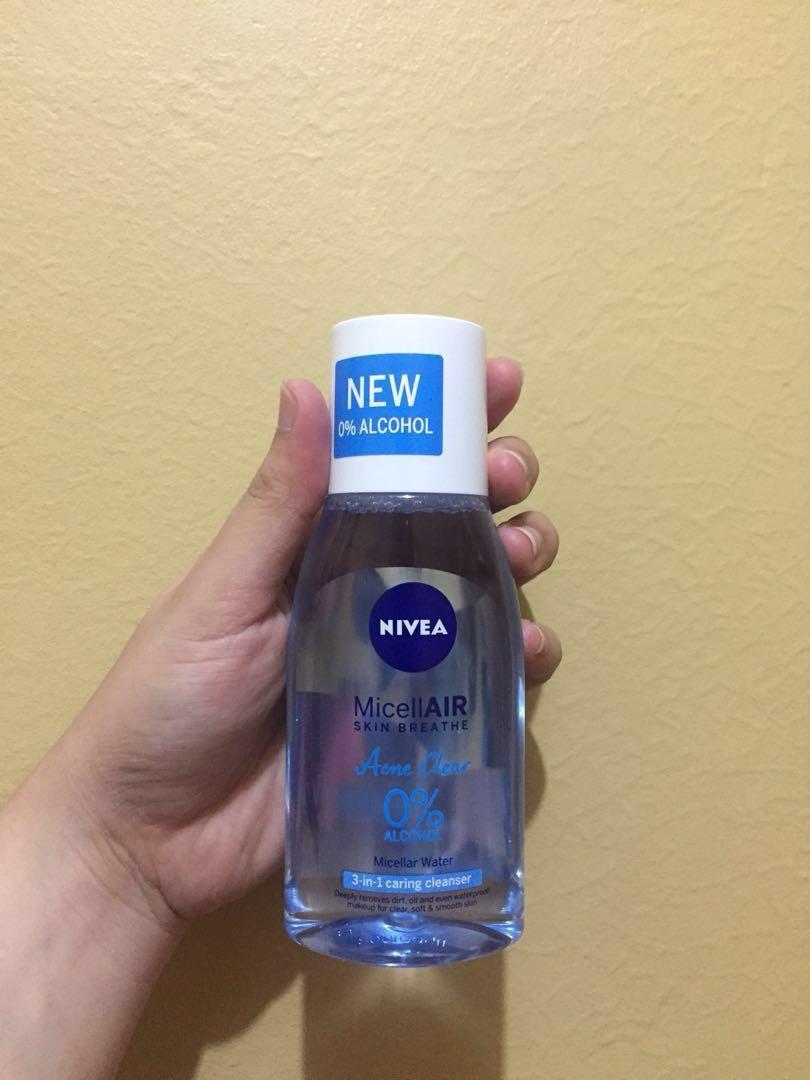 NEW
0% ALCOHOL
NIVEA
MicellAIR
SKIN BREATHE
Acne Clear
0%
ALCOHOL
Micellar Water
3-in-1 caring cleanser
Deeply removes dirt, oil and even waterproof
makeup for clear, soft & smooth skin